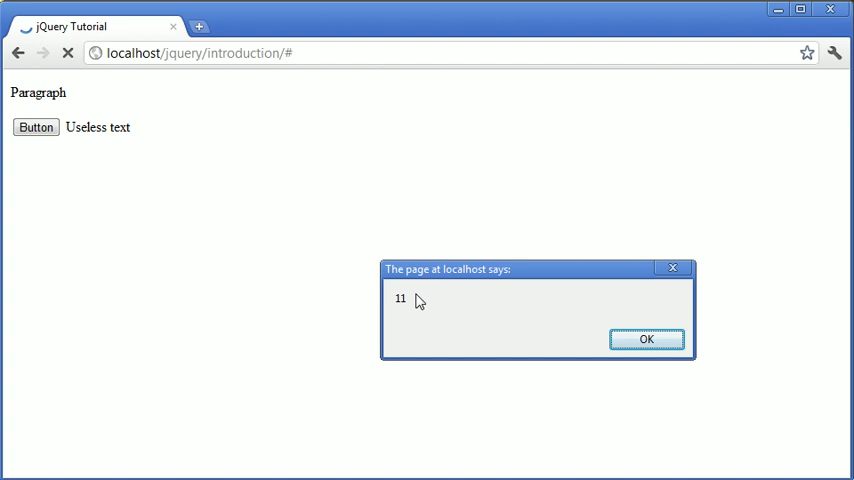 jQuery Tutorial
localhost/jquery/introduction/#
Paragraph
Button Useless text
The page at localhost says:
11
OK